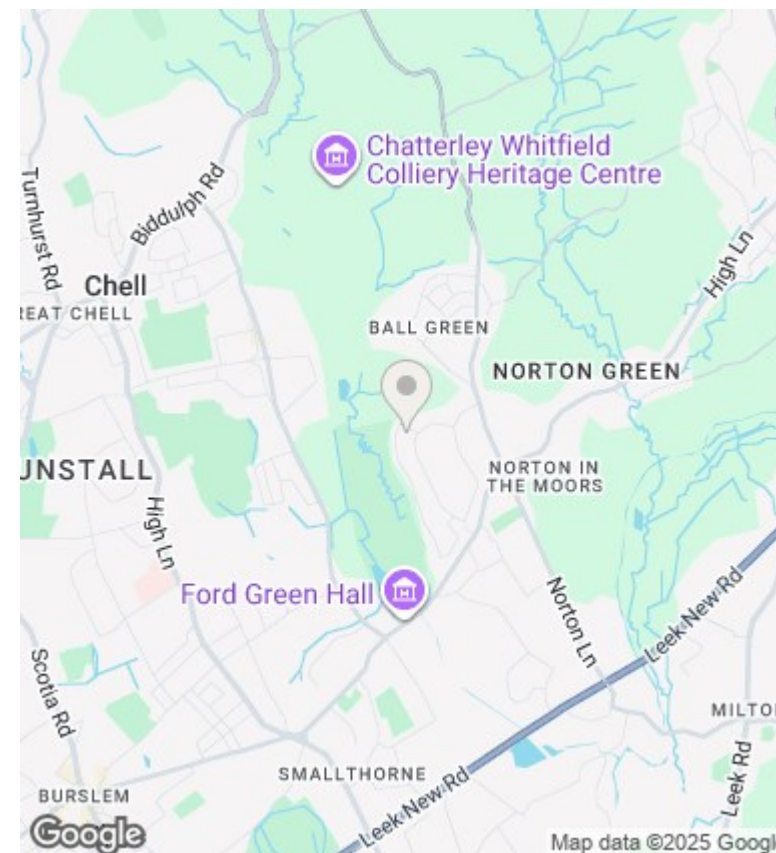 Chatterley Whitfield
Colliery Heritage Centre
Turnhurst Rd
Biddulph Rd
High Ln
Chell
REAT CHELL
BALL GREEN
NORTON GREEN
UNSTALL
NORTON IN
THE MOORS
High Ln
Ford Green Hall
Norton Ln
Leek New Rd
Scotia Rd
MILTO
SMALLTHORNE
Leek Rd
BURSLEM
Leek New Rd
Google
Map data ©2025 Googl